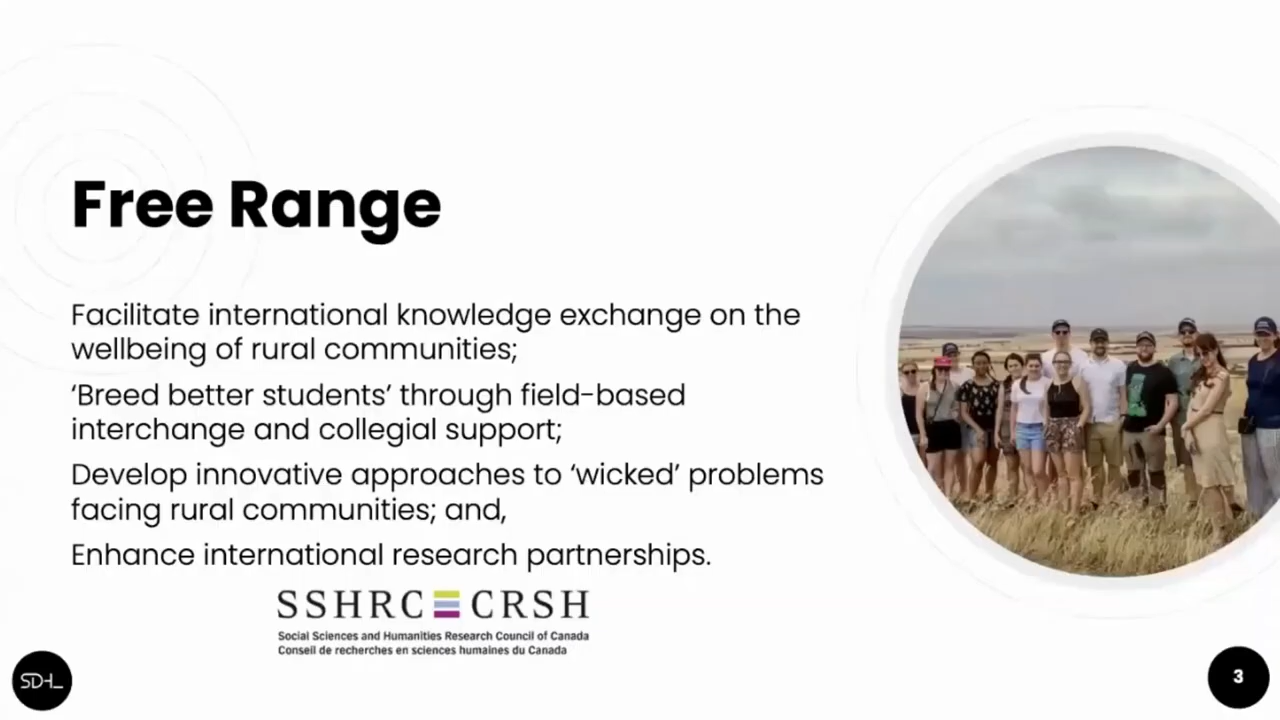 Free Range
Facilitate international knowledge exchange on the
wellbeing of rural communities;
‘Breed better students’ through field-based
interchange and collegial support;
Develop innovative approaches to ‘wicked’ problems
facing rural communities; and,
Enhance international research partnerships.
SSHRC CRSH
Social Sciences and Humanities Research Council of Canada
Conseil de recherches en sciences humaines du Canada
SDHL
3